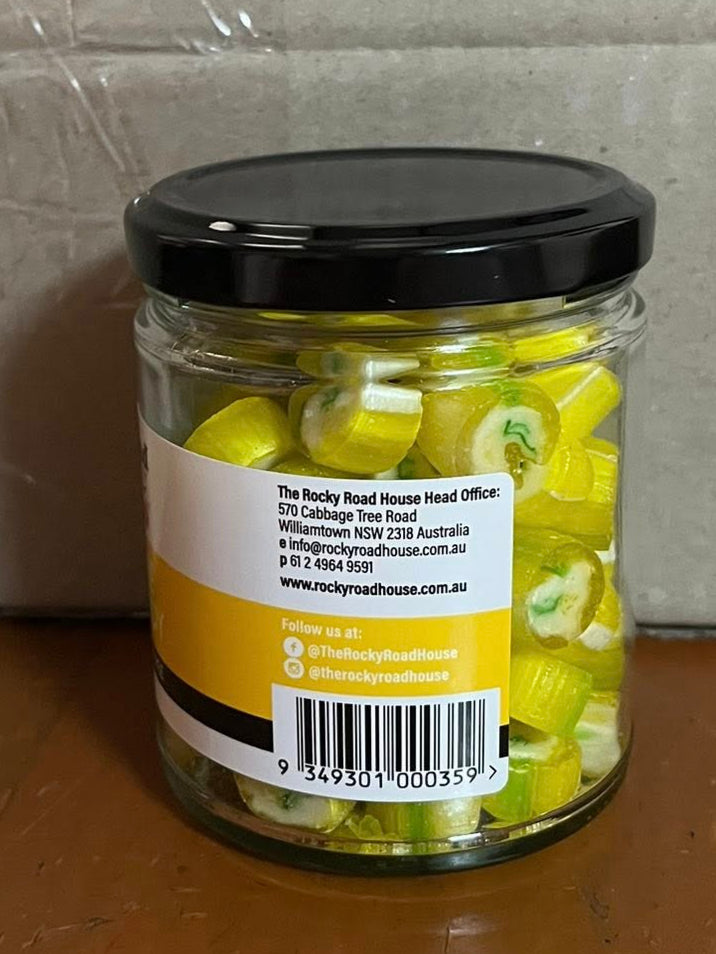 The Rocky Road House Head Office:
570 Cabbage Tree Road
Williamtown NSW 2318 Australia
e info@rockyroadhouse.com.au
p 61 2 4964 9591
www.rockyroadhouse.com.au
Follow us at:
@TheRockyRoadHouse
@therockyroadhouse
9 349301 000359 >